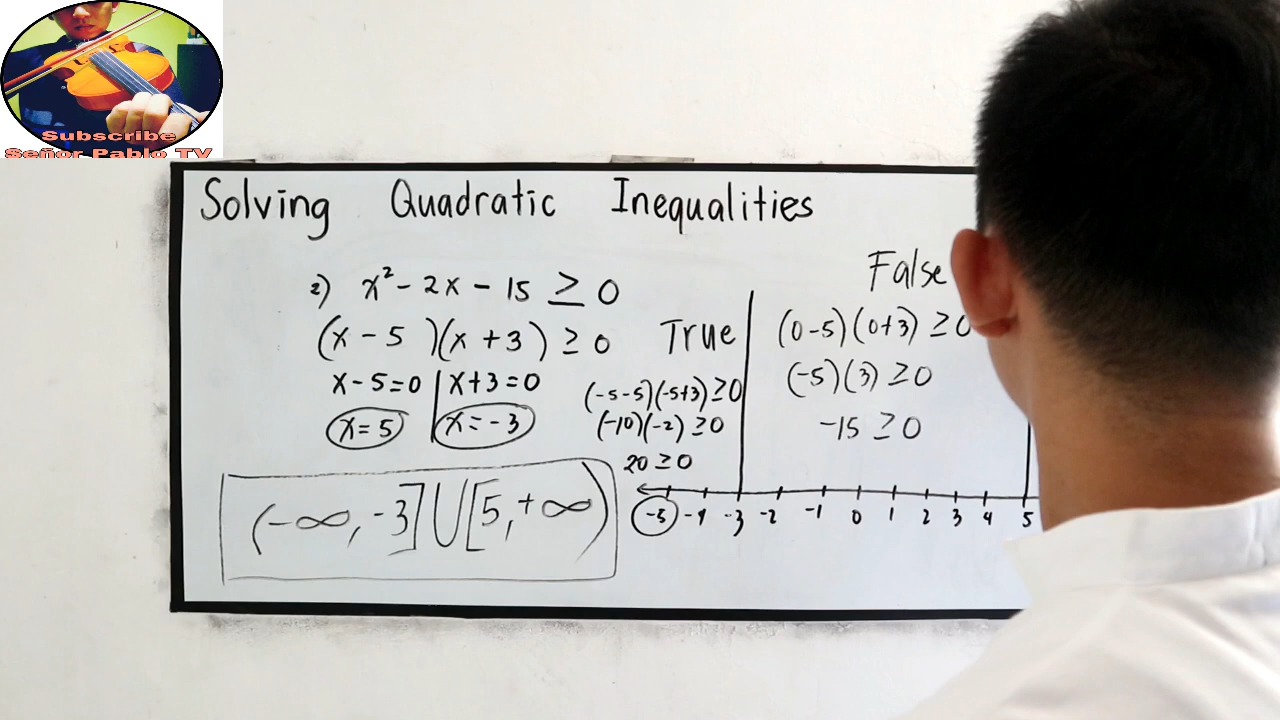 Subscribe
Señor Pablo TV
Solving Quadratic Inequalities
2) x² - 2x - 15 ≥ 0
(x - 5 )(x + 3 ) ≥ 0
x - 5 = 0 | x + 3 = 0
x = 5 | x = -3
(-∞, -3] U [5, +∞)
True
(-5-5)(-5+3) ≥ 0
(-10)(-2) ≥ 0
20 ≥ 0
False
(0-5)(0+3) ≥ 0
(-5)(3) ≥ 0
-15 ≥ 0
-5 -4 -3 -2 -1 0 1 2 3 4 5